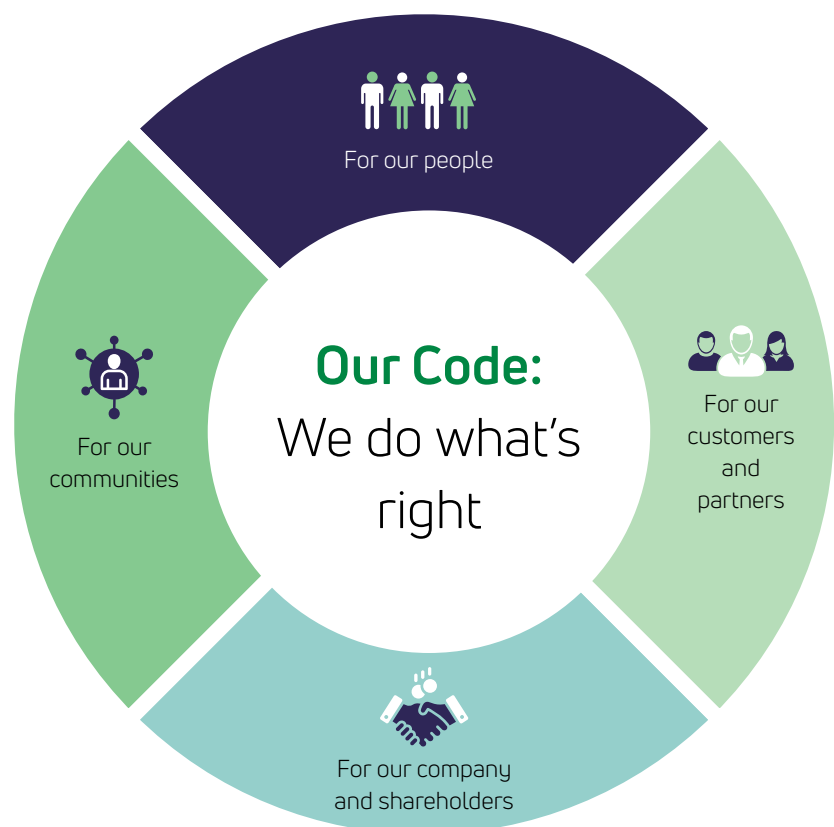 For our people
Our Code:
We do what’s
right
For our
customers
and
partners
For our company
and shareholders
For our
communities